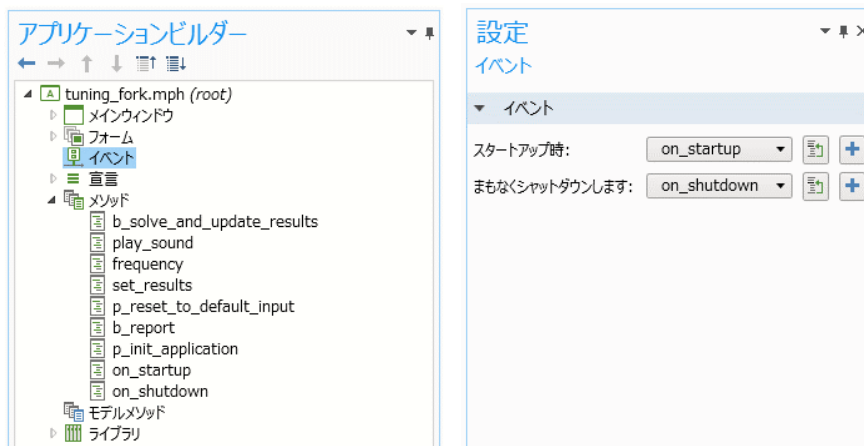 アプリケーションビルダー
tuning_fork.mph (root)
メインウィンドウ
フォーム
イベント
宣言
メソッド
b_solve_and_update_results
play_sound
frequency
set_results
p_reset_to_default_input
b_report
p_init_application
on_startup
on_shutdown
モデルメソッド
ライブラリ
設定
イベント
イベント
スタートアップ時: on_startup
まもなくシャットダウンします: on_shutdown